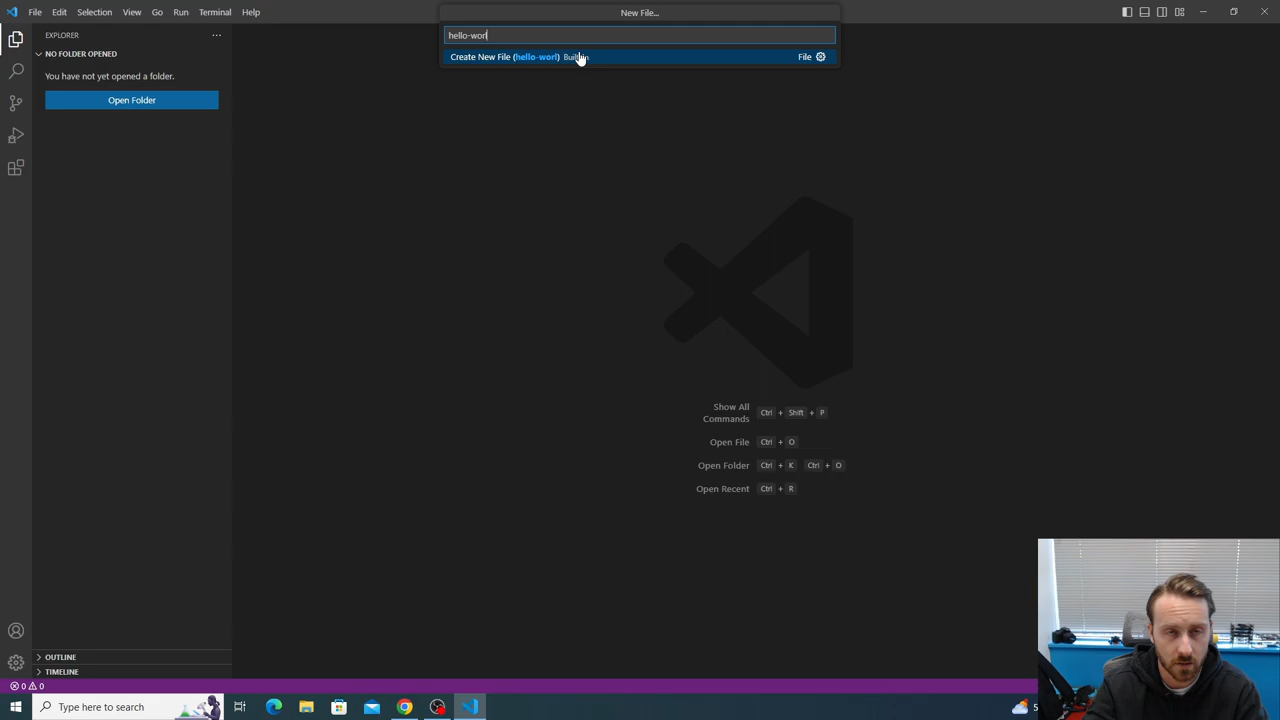 File Edit Selection View Go Run Terminal Help
New File...
hello-worl
Create New File (hello-worl) Built-in File
EXPLORER
NO FOLDER OPENED
You have not yet opened a folder.
Open Folder
Show All Commands Ctrl + Shift + P
Open File Ctrl + O
Open Folder Ctrl + K Ctrl + O
Open Recent Ctrl + R
OUTLINE
TIMELINE
0 0
Type here to search